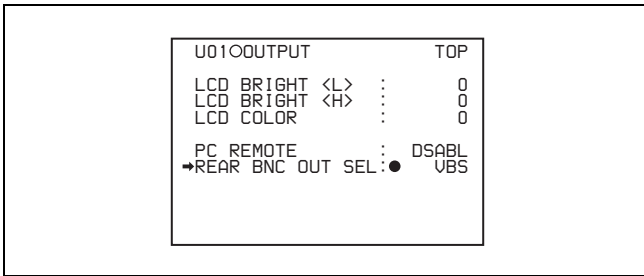 U01○OUTPUT TOP
LCD BRIGHT <L> : 0
LCD BRIGHT <H> : 0
LCD COLOR : 0
PC REMOTE : DSABL
➡REAR BNC OUT SEL:● VBS